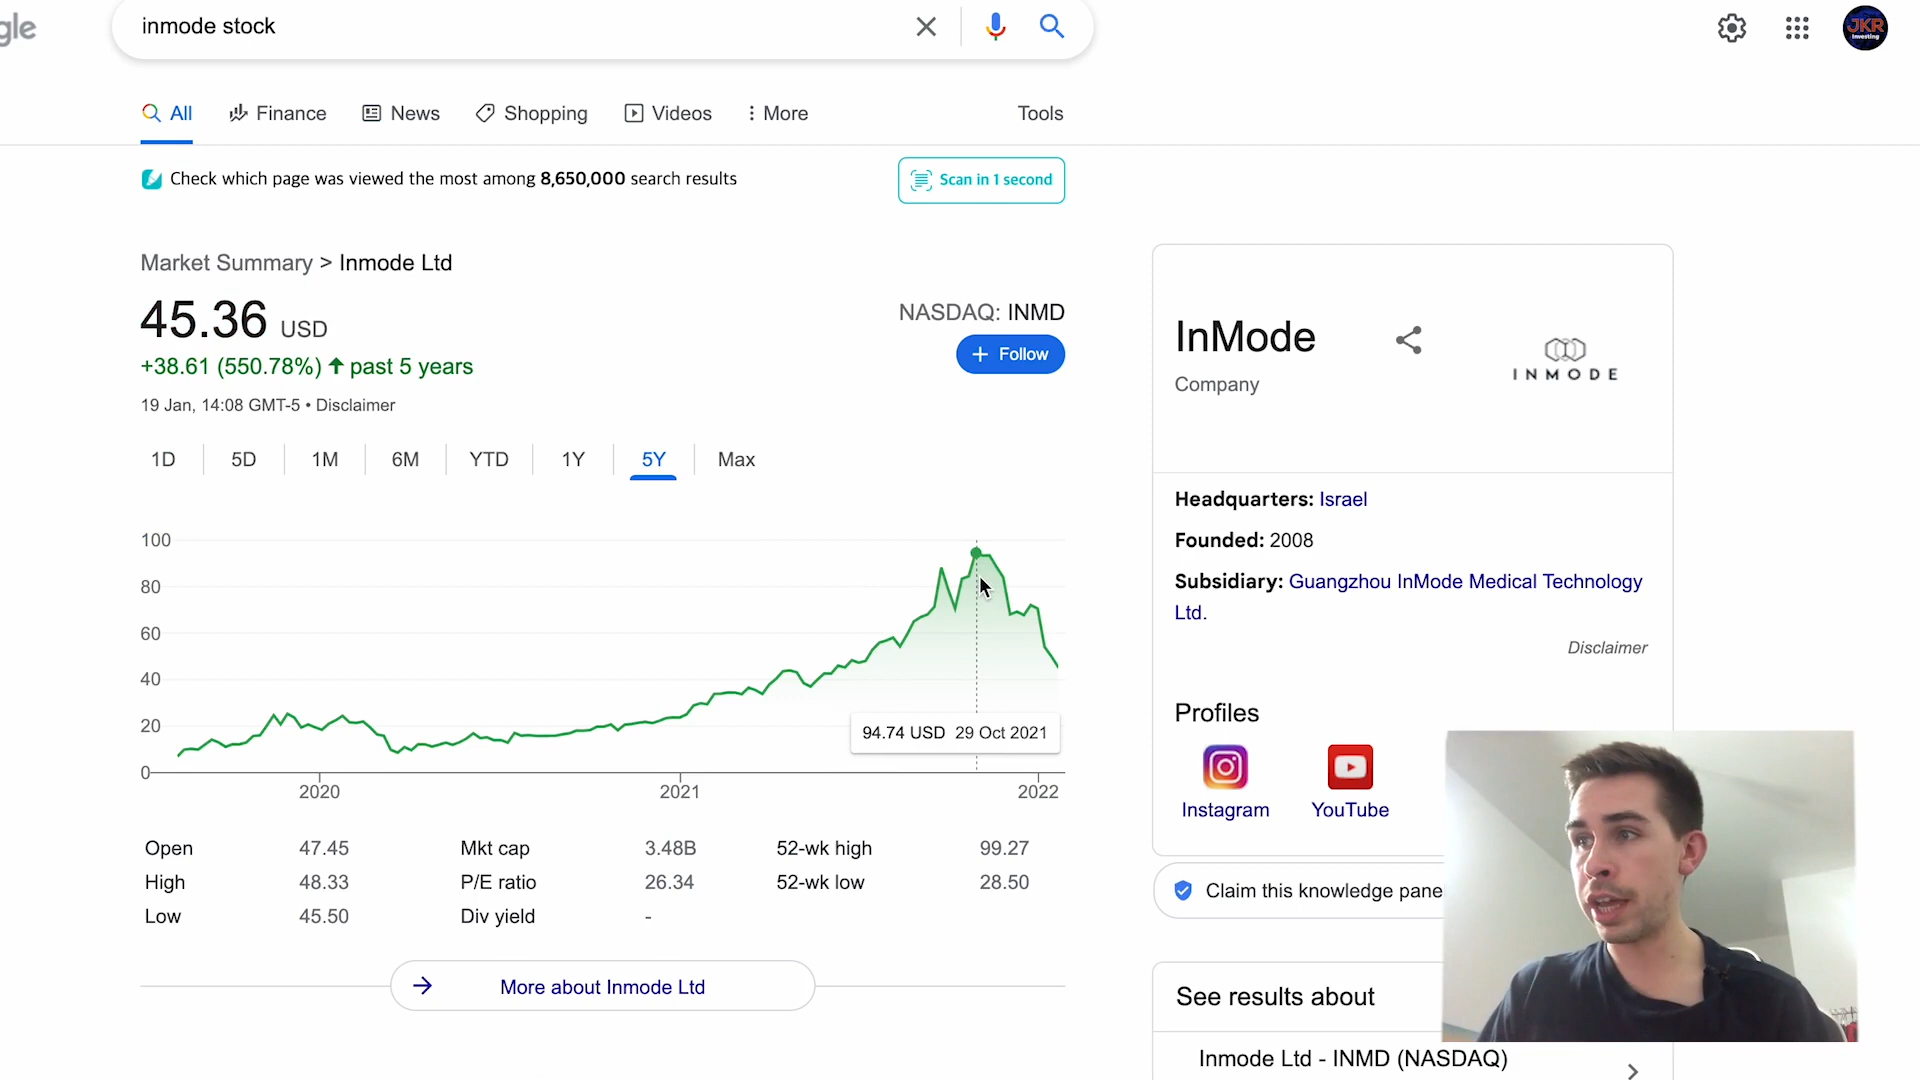 gle
inmode stock
All
Finance
News
Shopping
Videos
More
Tools
Check which page was viewed the most among 8,650,000 search results
Scan in 1 second
Market Summary > Inmode Ltd
45.36 USD
+38.61 (550.78%) past 5 years
19 Jan, 14:08 GMT-5 • Disclaimer
NASDAQ: INMD
+ Follow
1D
5D
1M
6M
YTD
1Y
5Y
Max
100
80
60
40
20
0
94.74 USD 29 Oct 2021
2020
2021
2022
Open 47.45 Mkt cap 3.48B 52-wk high 99.27
High 48.33 P/E ratio 26.34 52-wk low 28.50
Low 45.50 Div yield -
More about Inmode Ltd
JKR
Investing
InMode
Company
INMODE
Headquarters: Israel
Founded: 2008
Subsidiary: Guangzhou InMode Medical Technology
Ltd.
Disclaimer
Profiles
Instagram
YouTube
Claim this knowledge pane
See results about
Inmode Ltd - INMD (NASDAQ)